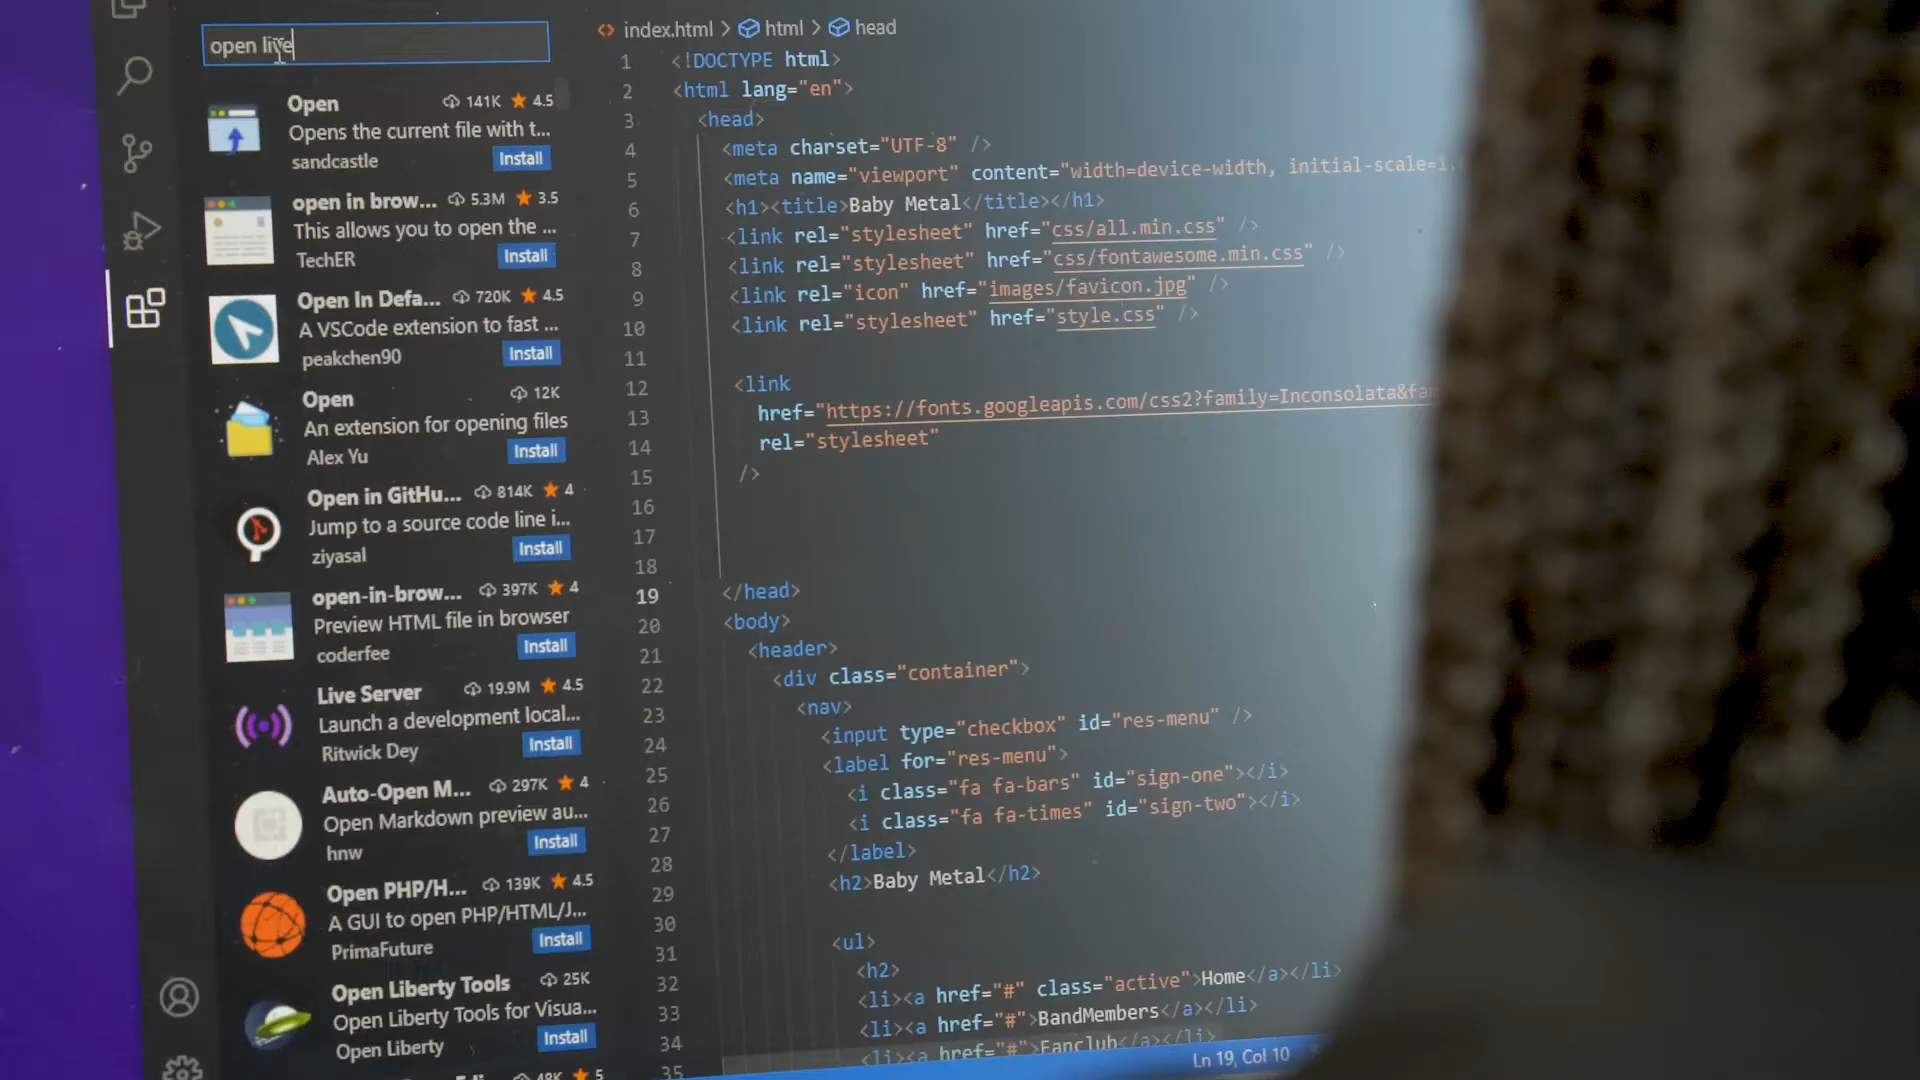 open live
Open 141K 4.5
Opens the current file with t...
sandcastle Install
open in brow... 5.3M 3.5
This allows you to open the ...
TechER Install
Open In Defa... 720K 4.5
A VSCode extension to fast ...
peakchen90 Install
Open 12K
An extension for opening files
Alex Yu Install
Open in GitHu... 814K 4
Jump to a source code line i...
ziyasal Install
open-in-brow... 397K 4
Preview HTML file in browser
coderfee Install
Live Server 19.9M 4.5
Launch a development local...
Ritwick Dey Install
Auto-Open M... 297K 4
Open Markdown preview au...
hnw Install
Open PHP/H... 139K 4.5
A GUI to open PHP/HTML/J...
PrimaFuture Install
Open Liberty Tools 25K
Open Liberty Tools for Visua...
Open Liberty Install
48K 5
index.html > html > head
1 <!DOCTYPE html>
2 <html lang="en">
3 <head>
4 <meta charset="UTF-8" />
5 <meta name="viewport" content="width=device-width, initial-scale=1.
6 <h1><title>Baby Metal</title></h1>
7 <link rel="stylesheet" href="css/all.min.css" />
8 <link rel="stylesheet" href="css/fontawesome.min.css" />
9 <link rel="icon" href="images/favicon.jpg" />
10 <link rel="stylesheet" href="style.css" />
11
12 <link
13 href="https://fonts.googleapis.com/css2?family=Inconsolata&fa
14 rel="stylesheet"
15 />
16
17
18
19 </head>
20 <body>
21 <header>
22 <div class="container">
23 <nav>
24 <input type="checkbox" id="res-menu" />
25 <label for="res-menu">
26 <i class="fa fa-bars" id="sign-one"></i>
27 <i class="fa fa-times" id="sign-two"></i>
28 </label>
29 <h2>Baby Metal</h2>
30
31 <ul>
32 <h2>
33 <li><a href="#" class="active">Home</a></li>
34 <li><a href="#">BandMembers</a></li>
35 <li><a href="#">Fanclub</a></li>
Ln 19, Col 10